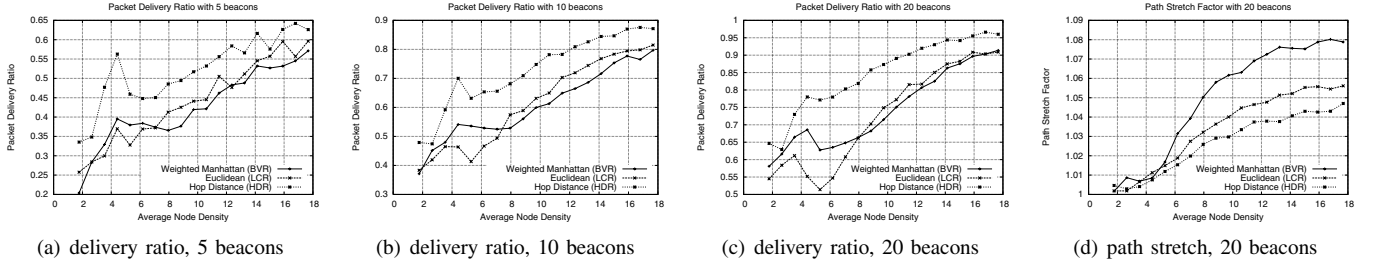 Packet Delivery Ratio with 5 beacons
0.65
0.6
0.55
0.5
0.45
0.4
0.35
0.3
0.25
0.2
Packet Delivery Ratio
Weighted Manhattan (BVR)
Euclidean (LCR)
Hop Distance (HDR)
0 2 4 6 8 10 12 14 16 18
Average Node Density
(a) delivery ratio, 5 beacons
Packet Delivery Ratio with 10 beacons
0.9
0.8
0.7
0.6
0.5
0.4
0.3
Packet Delivery Ratio
Weighted Manhattan (BVR)
Euclidean (LCR)
Hop Distance (HDR)
0 2 4 6 8 10 12 14 16 18
Average Node Density
(b) delivery ratio, 10 beacons
Packet Delivery Ratio with 20 beacons
1
0.95
0.9
0.85
0.8
0.75
0.7
0.65
0.6
0.55
0.5
Packet Delivery Ratio
Weighted Manhattan (BVR)
Euclidean (LCR)
Hop Distance (HDR)
0 2 4 6 8 10 12 14 16 18
Average Node Density
(c) delivery ratio, 20 beacons
Path Stretch Factor with 20 beacons
1.09
1.08
1.07
1.06
1.05
1.04
1.03
1.02
1.01
1
Path Stretch Factor
Weighted Manhattan (BVR)
Euclidean (LCR)
Hop Distance (HDR)
0 2 4 6 8 10 12 14 16 18
Average Node Density
(d) path stretch, 20 beacons